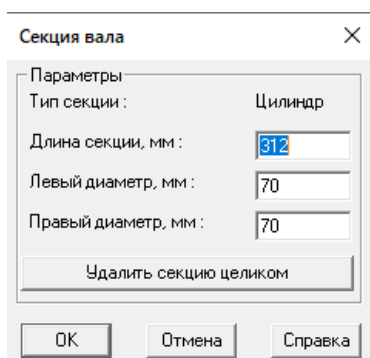 Секция вала
Параметры
Тип секции : Цилиндр
Длина секции, мм : 312
Левый диаметр, мм : 70
Правый диаметр, мм : 70
Удалить секцию целиком
OK Отмена Справка